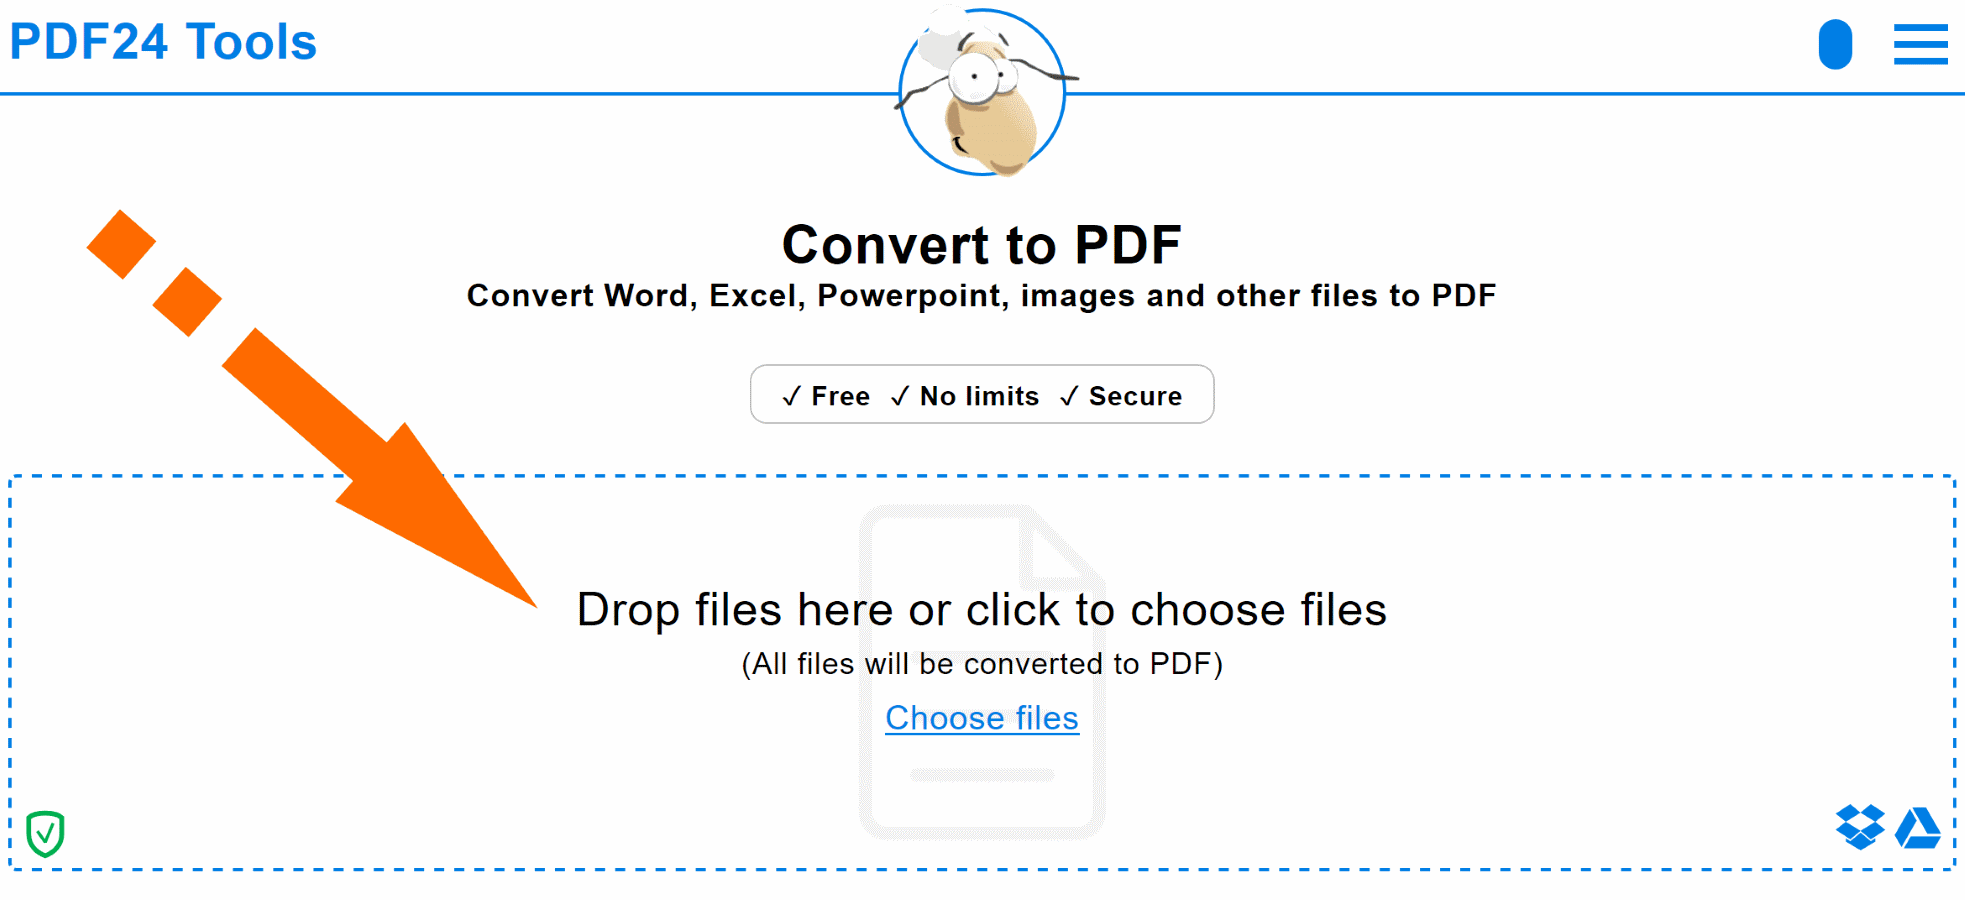 PDF24 Tools
Convert to PDF
Convert Word, Excel, Powerpoint, images and other files to PDF
✓ Free ✓ No limits ✓ Secure
Drop files here or click to choose files
(All files will be converted to PDF)
Choose files